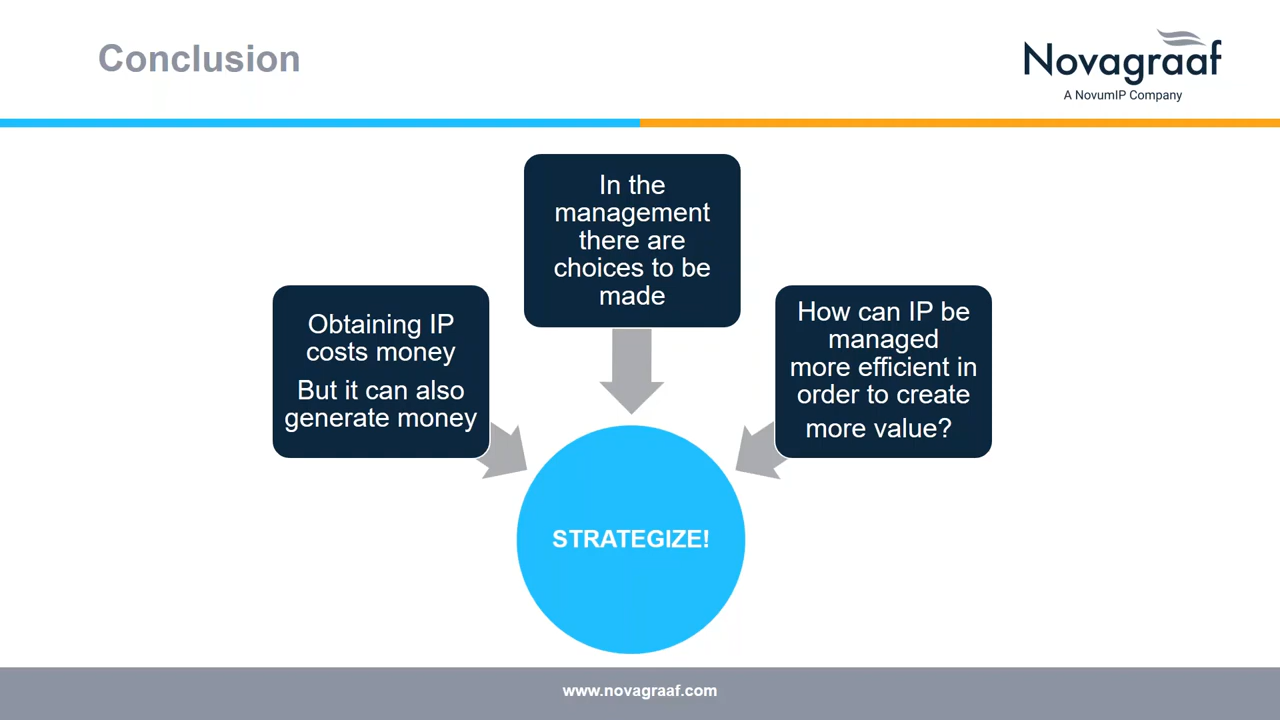 Conclusion
Novagraaf
A NovumIP Company
In the
management
there are
choices to be
made
Obtaining IP
costs money
But it can also
generate money
How can IP be
managed
more efficient in
order to create
more value?
STRATEGIZE!
www.novagraaf.com